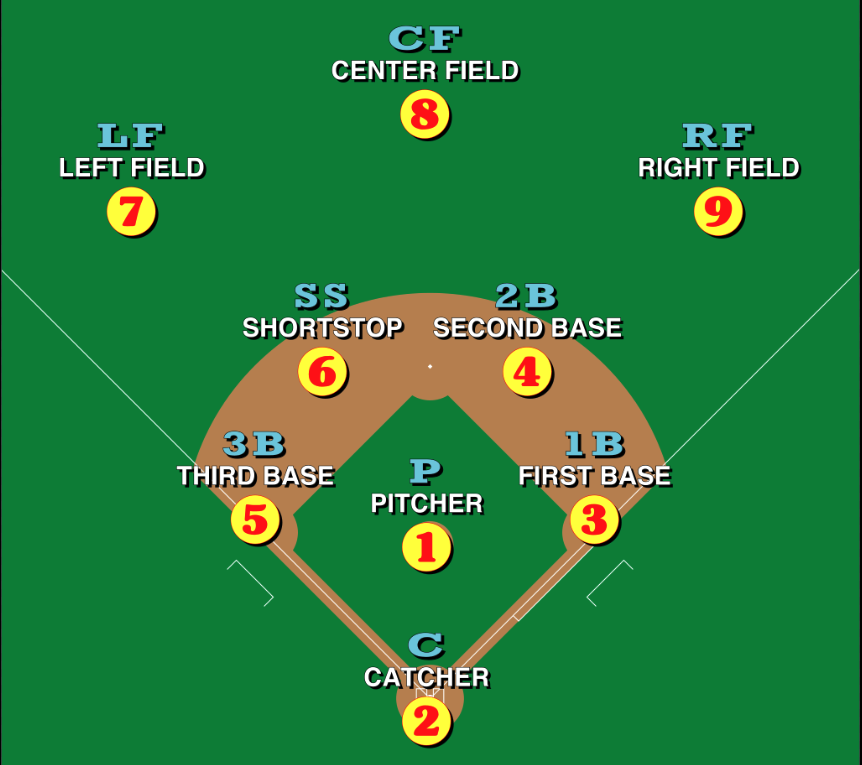 CF
CENTER FIELD
8
LF
LEFT FIELD
7
RF
RIGHT FIELD
9
SS
SHORTSTOP
6
2B
SECOND BASE
4
3B
THIRD BASE
5
P
PITCHER
1
1B
FIRST BASE
3
C
CATCHER
2